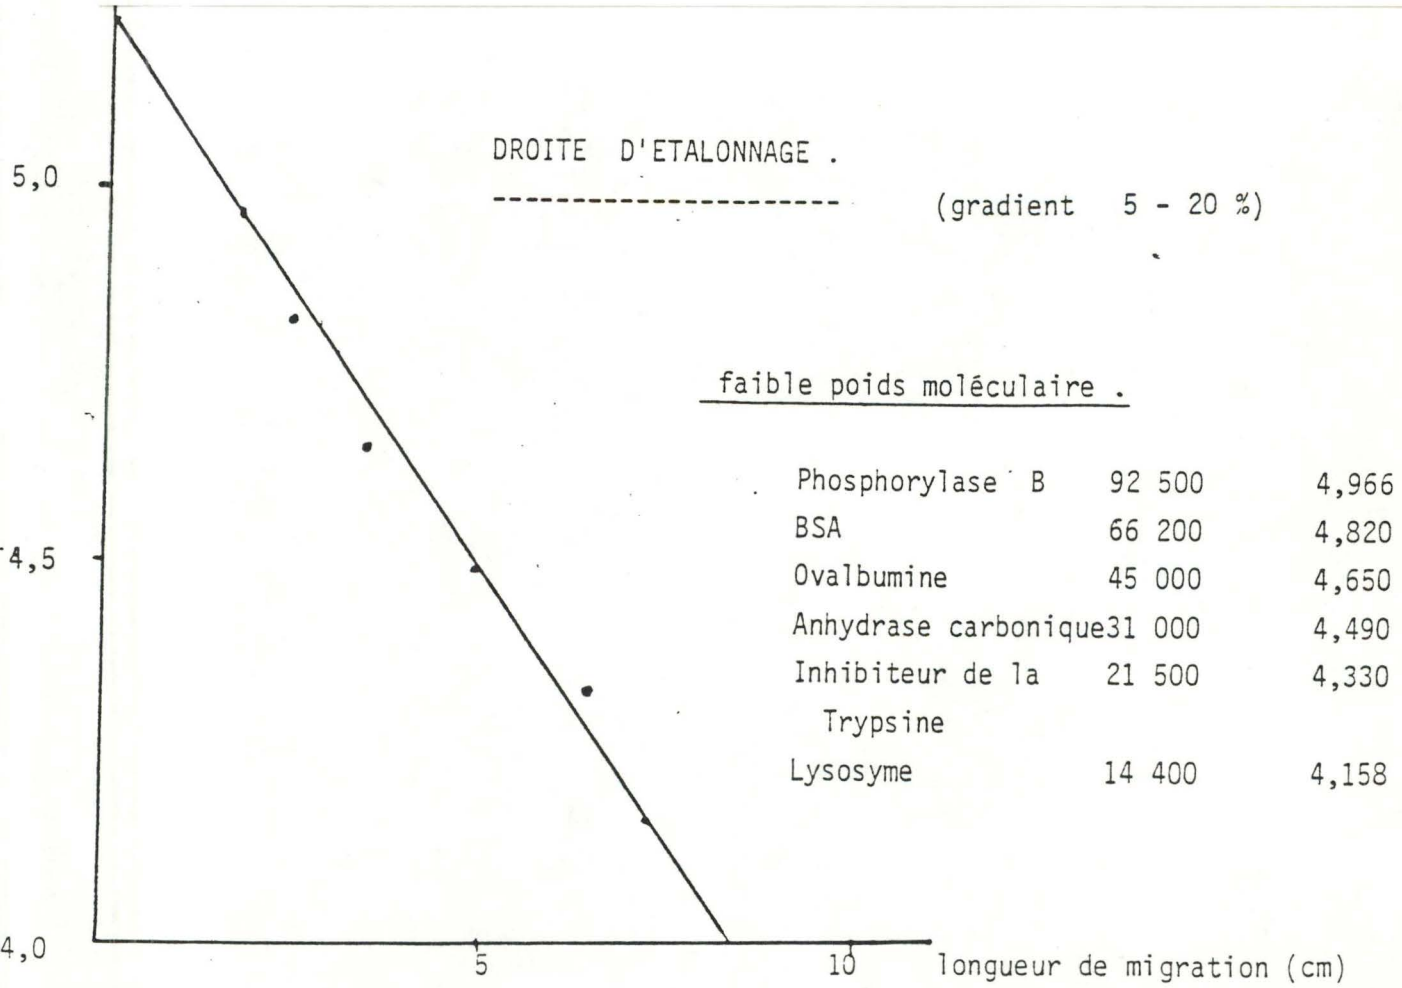 DROITE D'ETALONNAGE .
5,0
(gradient 5 - 20 %)
faible poids moléculaire .
Phosphorylase B 92 500 4,966
BSA 66 200 4,820
4,5
Ovalbumine 45 000 4,650
Anhydrase carbonique31 000 4,490
Inhibiteur de la 21 500 4,330
Trypsine
Lysosyme 14 400 4,158
4,0
5 10 longueur de migration (cm)